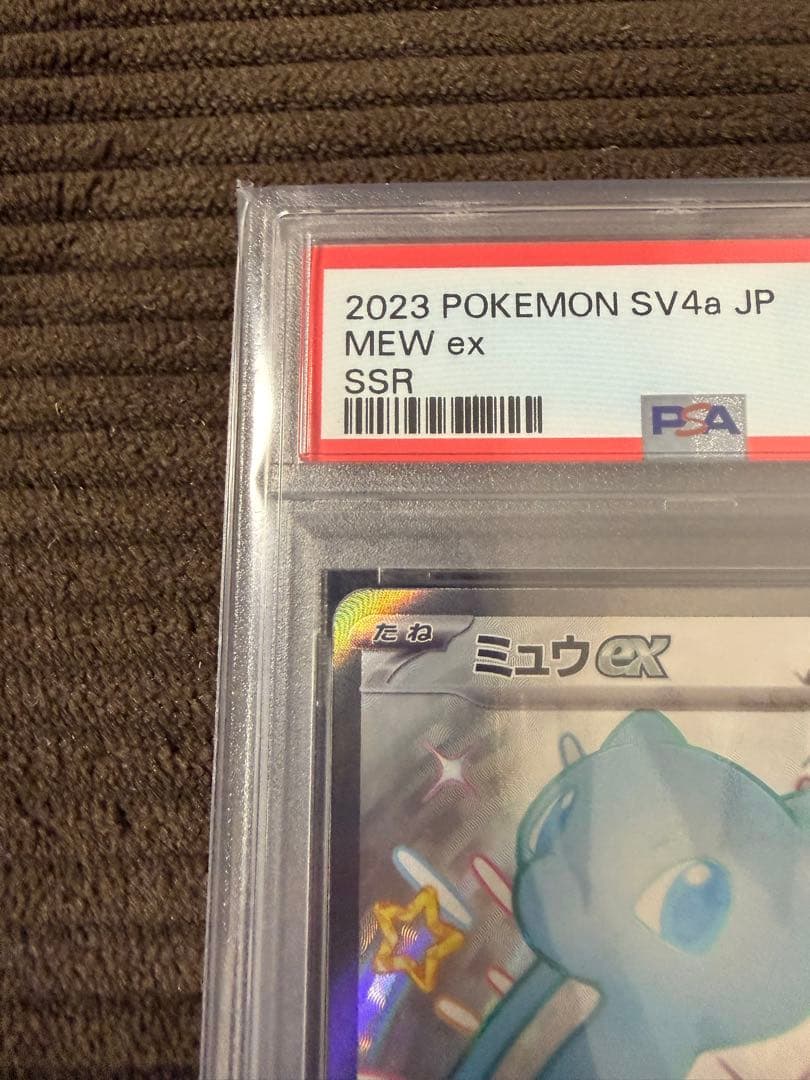 2023 POKEMON SV4a JP
MEW ex
SSR
PSA
たね ミュウex